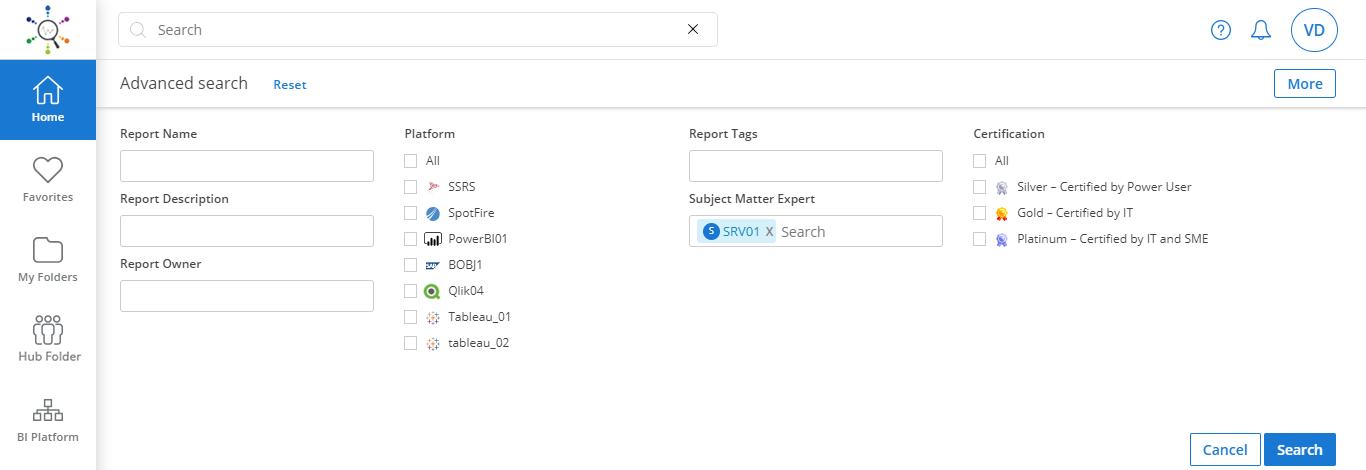 Search
VD
Advanced search
Reset
More
Home
Favorites
My Folders
Hub Folder
BI Platform
Report Name
Report Description
Report Owner
Platform
All
SSRS
SpotFire
PowerBI01
BOBJ1
Qlik04
Tableau_01
tableau_02
Report Tags
Subject Matter Expert
S SRV01 X Search
Certification
All
Silver – Certified by Power User
Gold – Certified by IT
Platinum – Certified by IT and SME
Cancel
Search